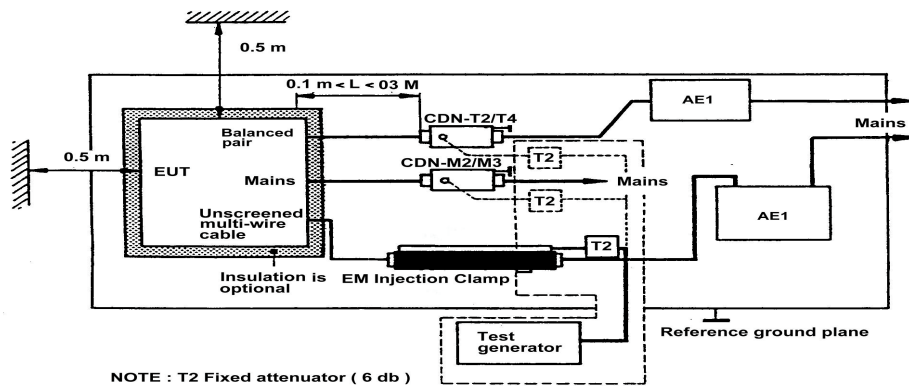 0.5 m
0.1 m < L < 03 M
CDN-T2/T4
AE1
Mains
Balanced
pair
T2
0.5 m
EUT
CDN-M2/M3
Mains
Mains
T2
AE1
Unscreened
multi-wire
cable
T2
Insulation is
optional
EM Injection Clamp
Test
generator
Reference ground plane
NOTE : T2 Fixed attenuator ( 6 db )